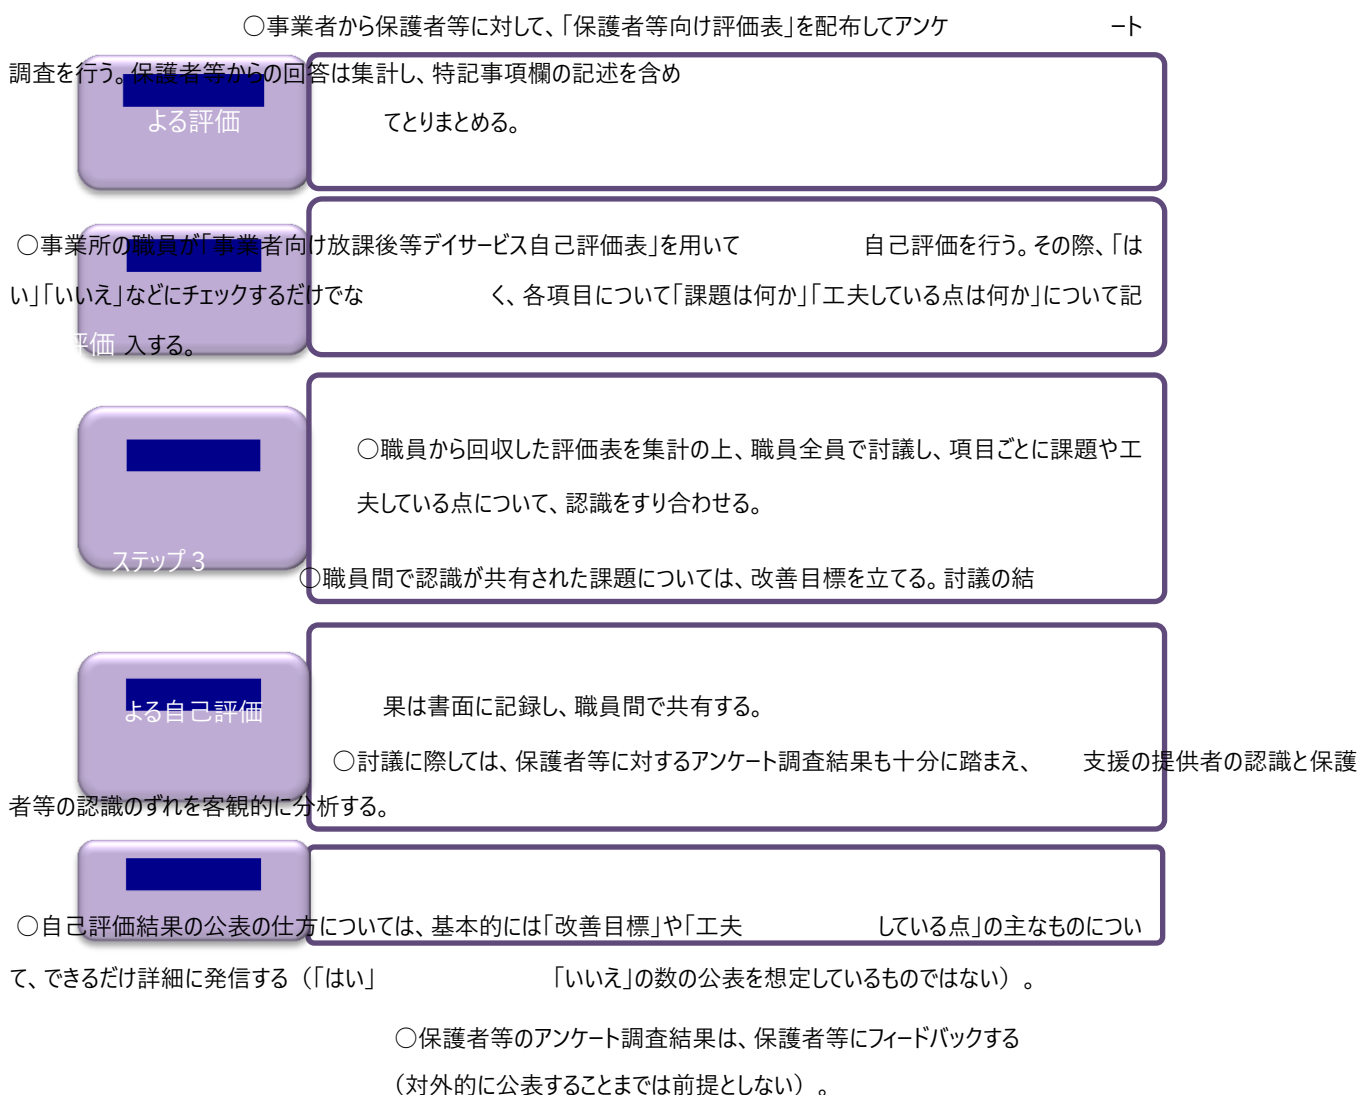 ○事業者から保護者等に対して、「保護者等向け評価表」を配布してアンケ ート
調査を行う。保護者等からの回答は集計し、特記事項欄の記述を含め
よる評価 てとりまとめる。
○事業所の職員が「事業者向け放課後等デイサービス自己評価表」を用いて 自己評価を行う。その際、「は
い」「いいえ」などにチェックするだけでな く、各項目について「課題は何か」「工夫している点は何か」について記
評価 入する。
○職員から回収した評価表を集計の上、職員全員で討議し、項目ごとに課題や工
夫している点について、認識をすり合わせる。
ステップ３
○職員間で認識が共有された課題については、改善目標を立てる。討議の結
よる自己評価 果は書面に記録し、職員間で共有する。
○討議に際しては、保護者等に対するアンケート調査結果も十分に踏まえ、 支援の提供者の認識と保護
者等の認識のずれを客観的に分析する。
○自己評価結果の公表の仕方については、基本的には「改善目標」や「工夫 している点」の主なものについ
て、できるだけ詳細に発信する（「はい」 「いいえ」の数の公表を想定しているものではない）。
○保護者等のアンケート調査結果は、保護者等にフィードバックする
（対外的に公表することまでは前提としない）。